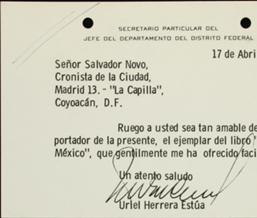 SECRETARIO PARTICULAR DEL
JEFE DEL DEPARTAMENTO DEL DISTRITO FEDERAL
17 de Abri
Señor Salvador Novo,
Cronista de la Ciudad,
Madrid 13. - "La Capilla",
Coyoacán, D.F.
Ruego a usted sea tan amable de
portador de la presente, el ejemplar del libro "
México", que gentilmente me ha ofrecido faci
Un atento saludo
Uriel Herrera Estúa